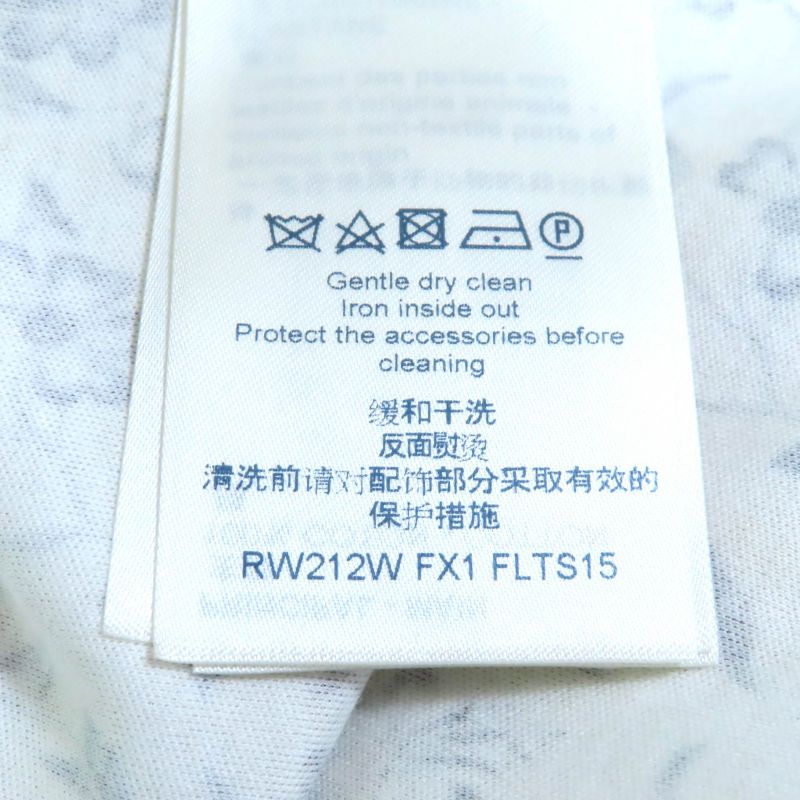 P
Gentle dry clean
Iron inside out
Protect the accessories before
cleaning
缓和干洗
反面熨烫
清洗前请对配饰部分采取有效的
保护措施
RW212W FX1 FLTS15